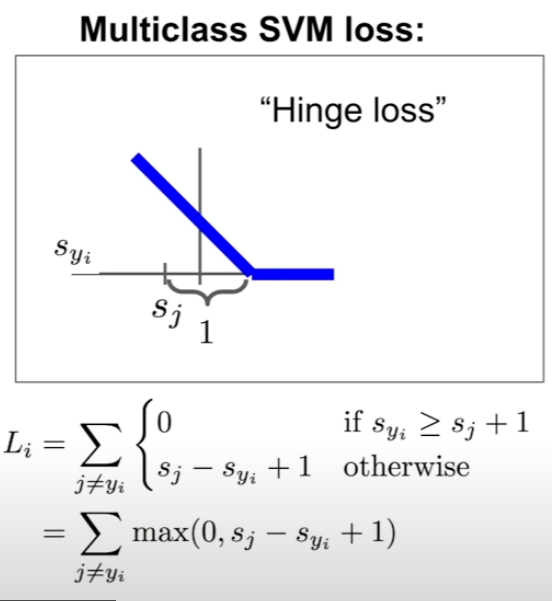 Multiclass SVM loss:
“Hinge loss”
s_{y_i}
s_j
1
L_i = \sum_{j \neq y_i} \begin{cases} 0 & \text{if } s_{y_i} \geq s_j + 1 \\ s_j - s_{y_i} + 1 & \text{otherwise} \end{cases}
= \sum_{j \neq y_i} \max(0, s_j - s_{y_i} + 1)